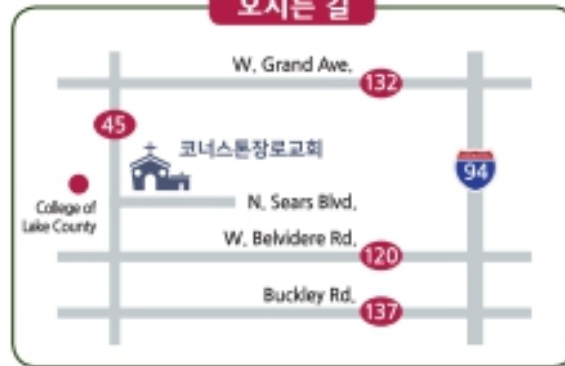 오시는 길
W. Grand Ave.
132
45
코너스톤장로교회
94
College of
Lake County
N. Sears Blvd.
W. Belvidere Rd.
120
Buckley Rd.
137